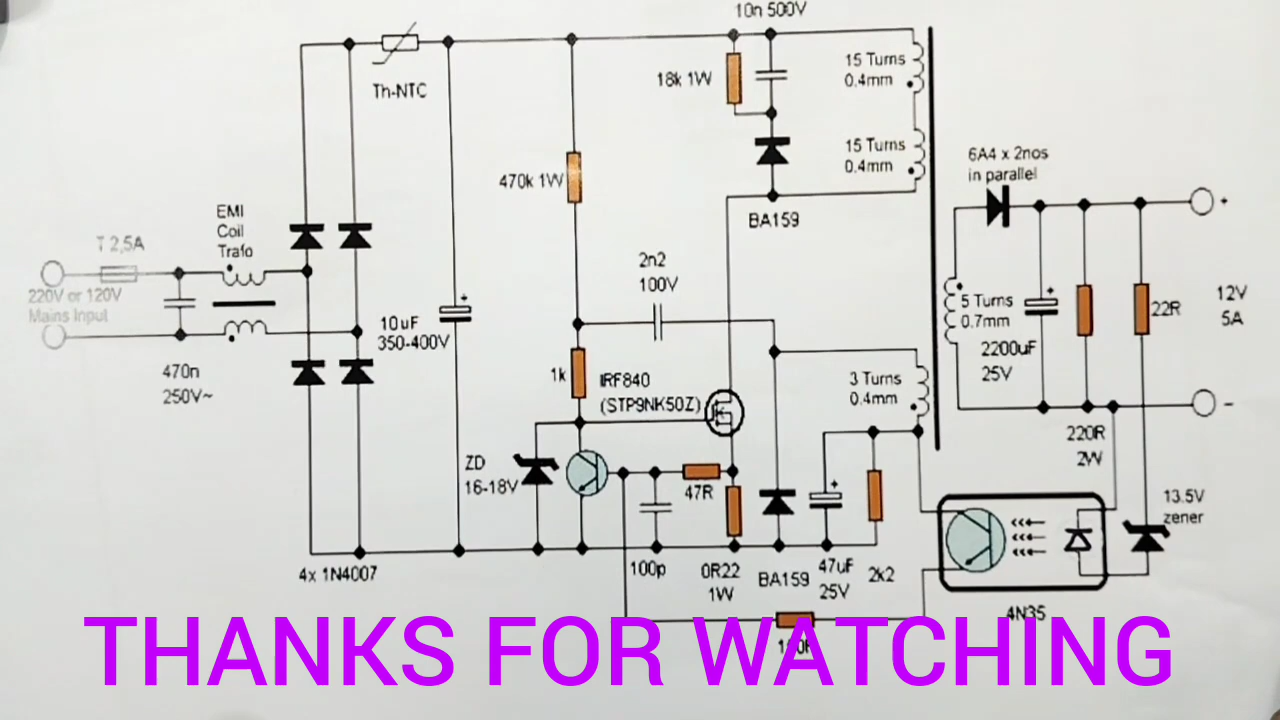 10n 500V
15 Turns
0.4mm
18k 1W
Th-NTC
15 Turns
0.4mm
6A4 x 2nos
in parallel
470k 1W
BA159
EMI
Coil
Trafo
T 2,5A
220V or 120V
Mains Input
2n2
100V
+
+
10uF
350-400V
5 Turns
0.7mm
+
22R
12V
5A
2200uF
25V
470n
250V~
1k
IRF840
(STP9NK50Z)
3 Turns
0.4mm
-
220R
2W
ZD
16-18V
47R
+
13.5V
zener
4x 1N4007
100p
0R22
1W
BA159
47uF
25V
2k2
4N35
THANKS FOR WATCHING